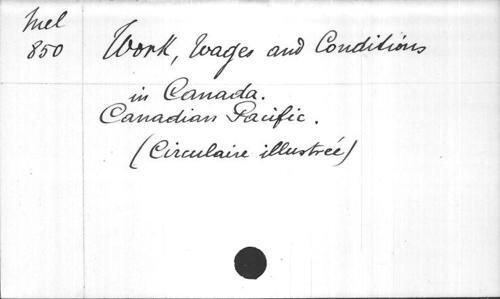 Mel
850
Work, Wages and Conditions
in Canada.
Canadian Pacific.
(Circulaire illustrée)